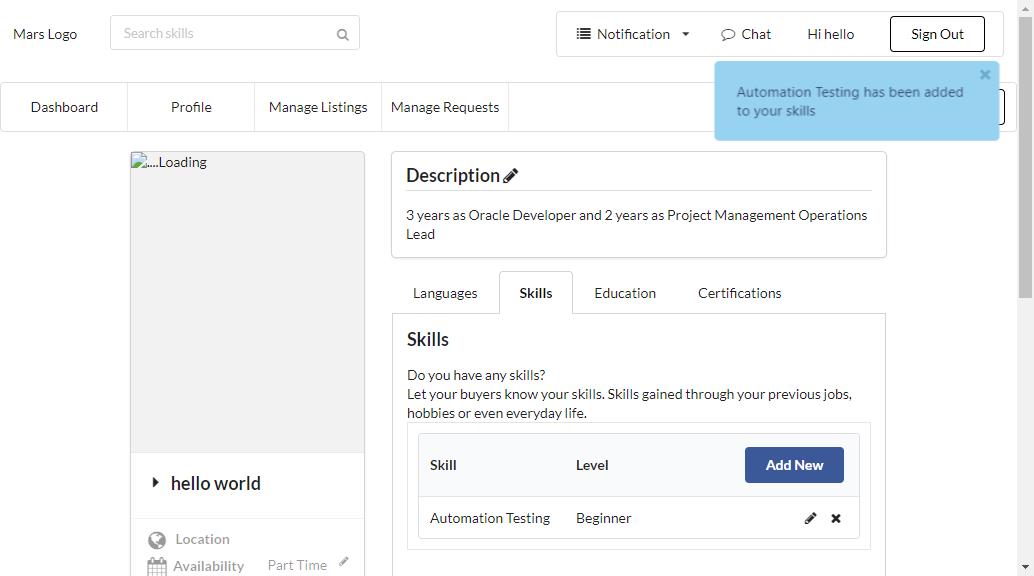 Mars Logo
Search skills
Notification
Chat
Hi hello
Sign Out
Automation Testing has been added
to your skills
Dashboard
Profile
Manage Listings
Manage Requests
....Loading
Description
3 years as Oracle Developer and 2 years as Project Management Operations
Lead
Languages
Skills
Education
Certifications
Skills
Do you have any skills?
Let your buyers know your skills. Skills gained through your previous jobs,
hobbies or even everyday life.
Skill
Level
Add New
Automation Testing
Beginner
hello world
Location
Availability
Part Time